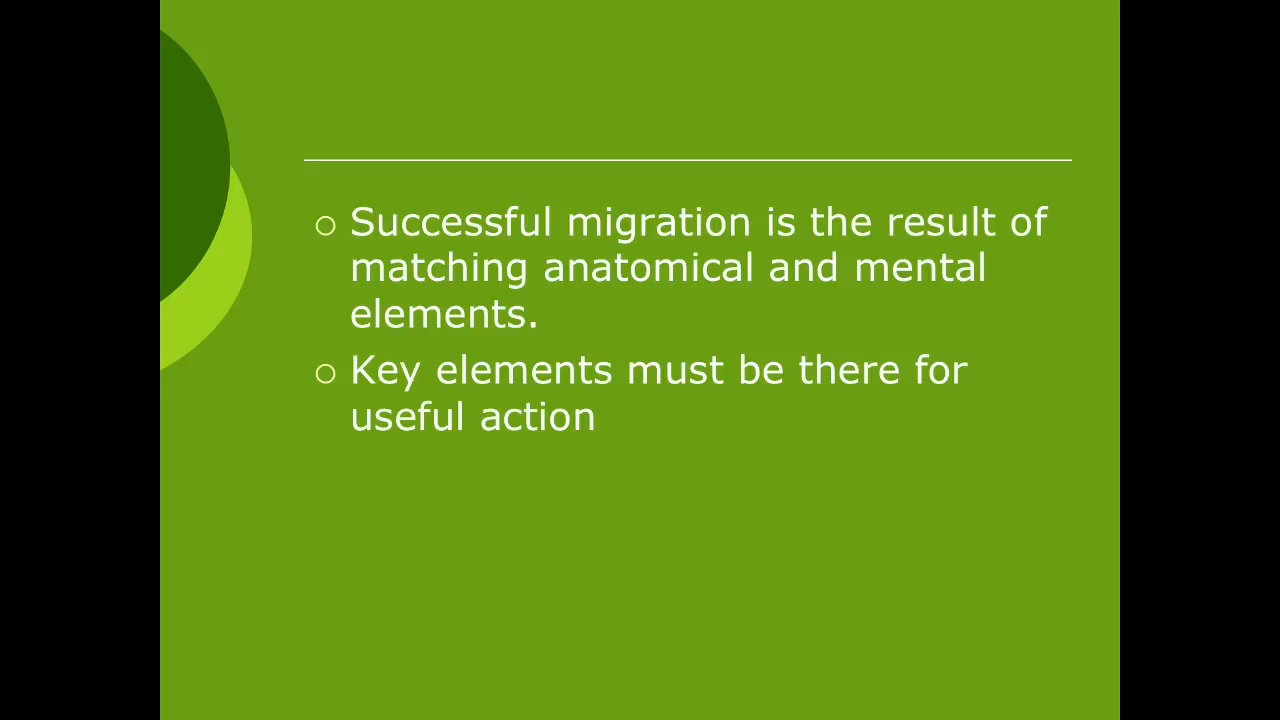 Successful migration is the result of
matching anatomical and mental
elements.
Key elements must be there for
useful action